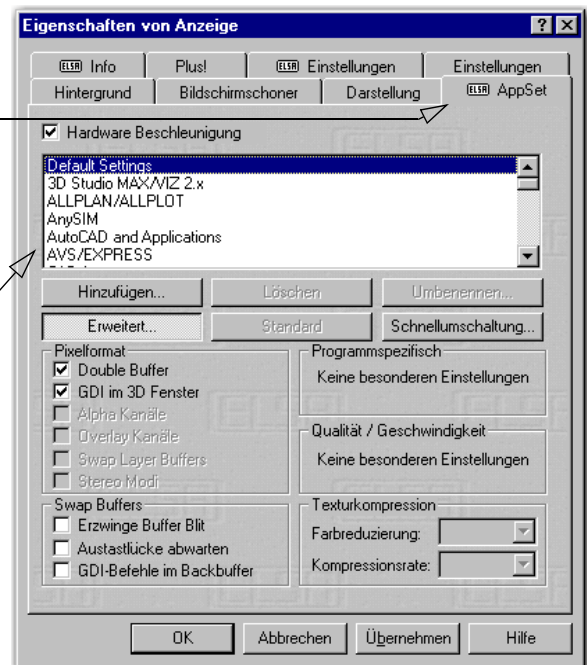 Eigenschaften von Anzeige
ELSA Info
Plus!
ELSA Einstellungen
Einstellungen
Hintergrund
Bildschirmschoner
Darstellung
ELSA AppSet
Hardware Beschleunigung
Default Settings
3D Studio MAX/VIZ 2.x
ALLPLAN/ALLPLOT
AnySIM
AutoCAD and Applications
AVS/EXPRESS
Hinzufügen...
Löschen
Umbenennen...
Erweitert...
Standard
Schnellumschaltung...
Pixelformat
Double Buffer
GDI im 3D Fenster
Alpha Kanäle
Overlay Kanäle
Swap Layer Buffers
Stereo Modi
Programmspezifisch
Keine besonderen Einstellungen
Qualität / Geschwindigkeit
Keine besonderen Einstellungen
Swap Buffers
Erzwinge Buffer Blit
Austastlücke abwarten
GDI-Befehle im Backbuffer
Texturkompression
Farbreduzierung:
Kompressionsrate:
OK
Abbrechen
Übernehmen
Hilfe